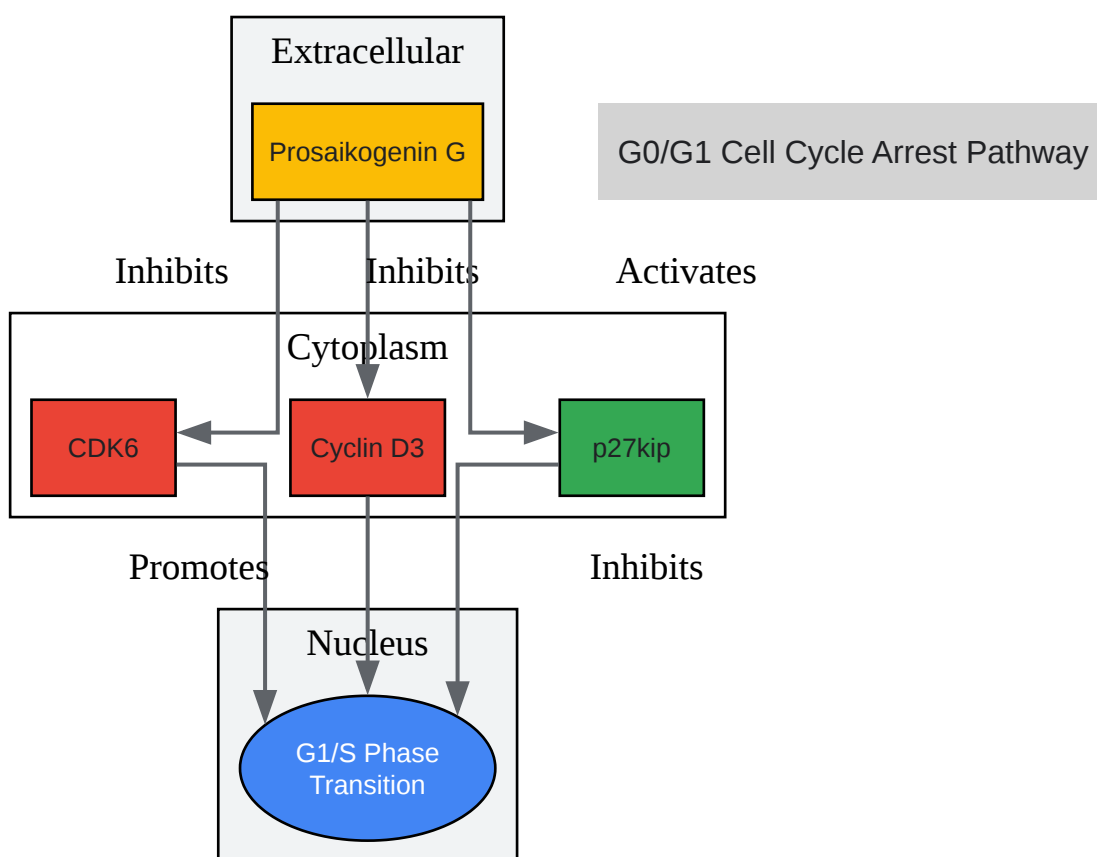 Extracellular
Prosaikogenin G
G0/G1 Cell Cycle Arrest Pathway
Inhibits
Inhibits
Activates
Cytoplasm
CDK6
Cyclin D3
p27kip
Promotes
Inhibits
Nucleus
G1/S Phase
Transition